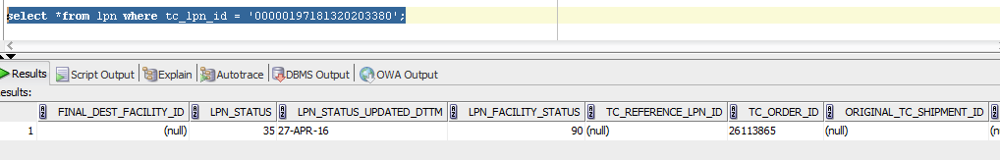 select *from lpn where tc_lpn_id = '00000197181320203380';
Results Script Output Explain Autotrace DBMS Output OWA Output
Results:
FINAL_DEST_FACILITY_ID LPN_STATUS LPN_STATUS_UPDATED_DTTM LPN_FACILITY_STATUS TC_REFERENCE_LPN_ID TC_ORDER_ID ORIGINAL_TC_SHIPMENT_ID
1 (null) 35 27-APR-16 90 (null) 26113865 (null)